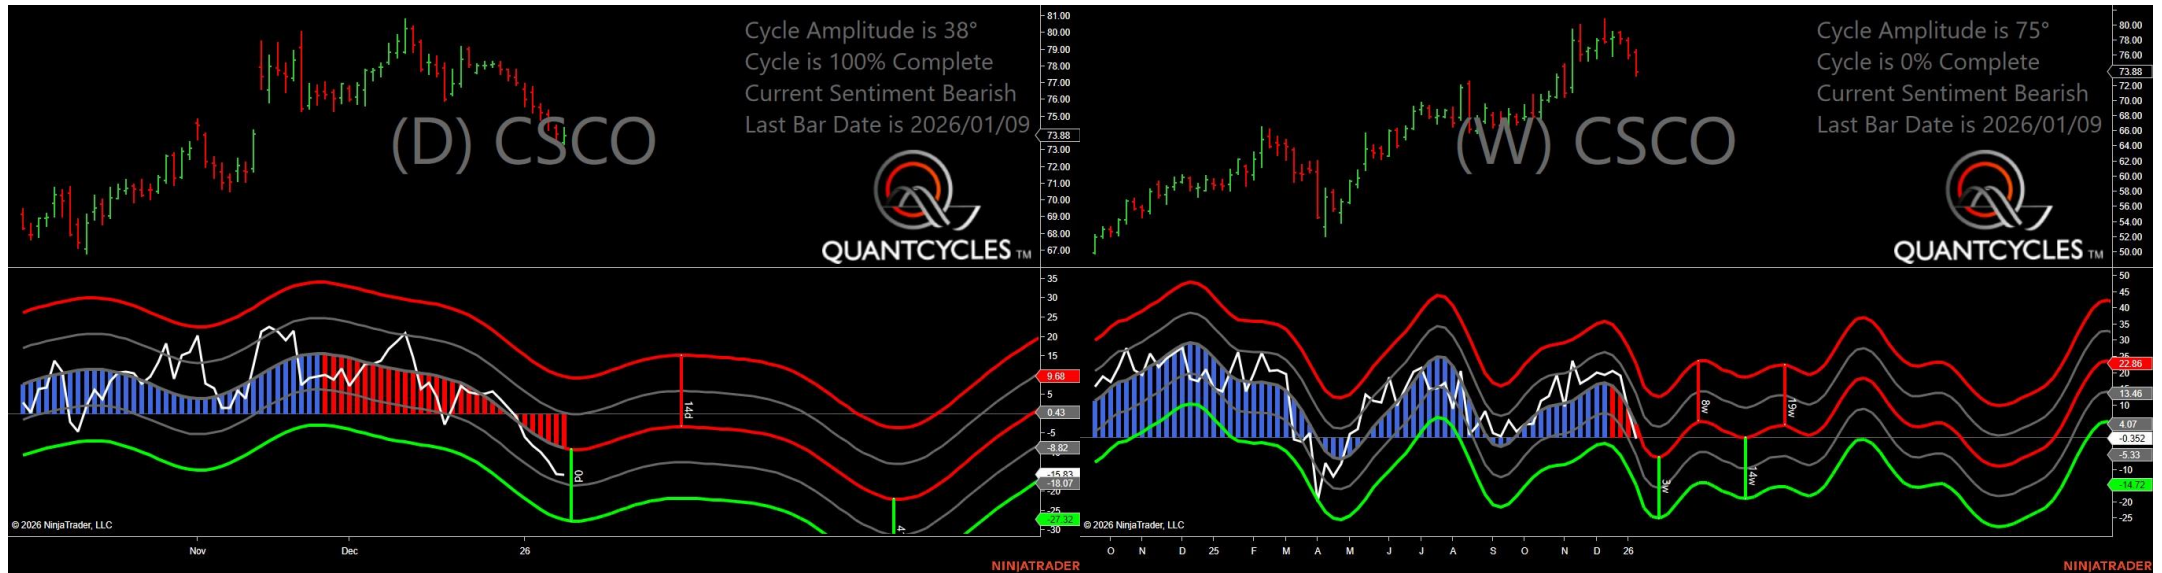 Cycle Amplitude is 38°
Cycle is 100% Complete
Current Sentiment Bearish
Last Bar Date is 2026/01/09
(D) CSCO
QUANTCYCLES TM
81.00
80.00
79.00
78.00
77.00
76.00
75.00
73.88
73.00
72.00
71.00
70.00
69.00
68.00
67.00
35
30
25
20
15
9.68
5
0.43
-5
-8.82
-15.83
-18.07
-20
-25
-27.32
-30
14d
0d
4
© 2026 NinjaTrader, LLC
Nov
Dec
26
NINJATRADER
Cycle Amplitude is 75°
Cycle is 0% Complete
Current Sentiment Bearish
Last Bar Date is 2026/01/09
(W) CSCO
QUANTCYCLES TM
80.00
78.00
76.00
73.88
72.00
70.00
68.00
66.00
64.00
62.00
60.00
58.00
56.00
54.00
52.00
50.00
50
45
40
35
30
25
22.86
20
13.46
10
4.07
-0.352
-5.33
-10
-14.72
-20
-25
3w
8w
14w
19w
© 2026 NinjaTrader, LLC
O N D 25 F M A M J J A S O N D 26
NINJATRADER